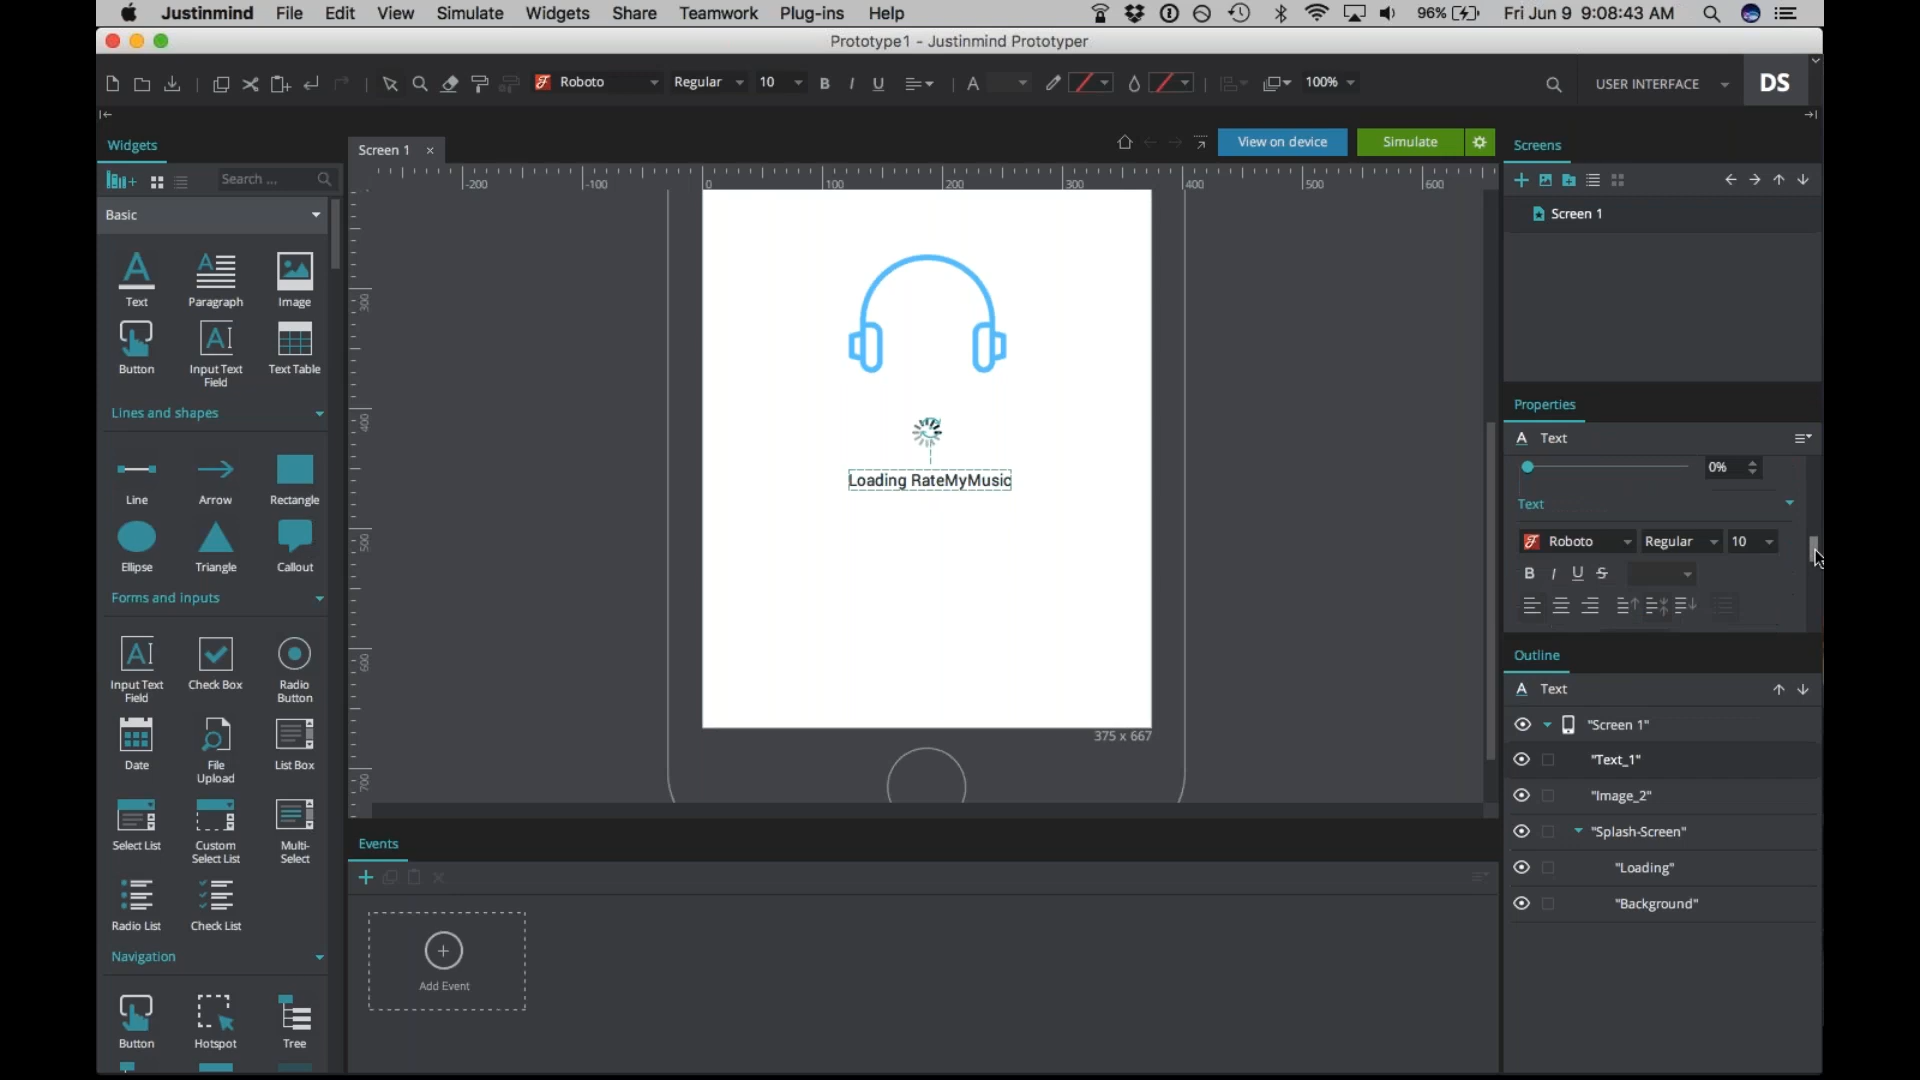 Justinmind File Edit View Simulate Widgets Share Teamwork Plug-ins Help 96% Fri Jun 9 9:08:43 AM
Prototype1 - Justinmind Prototyper
Roboto Regular 10 B I U A 100% USER INTERFACE DS
Widgets
Search ...
Basic
Text Paragraph Image
Button Input Text Field Text Table
Lines and shapes
Line Arrow Rectangle
Ellipse Triangle Callout
Forms and inputs
Input Text Field Check Box Radio Button
Date File Upload List Box
Select List Custom Select List Multi-Select
Radio List Check List
Navigation
Button Hotspot Tree
Screen 1
View on device Simulate
-200 -100 0 100 200 300 400 500 600
300
400
500
600
700
Loading RateMyMusic
375 x 667
Events
Add Event
Screens
Screen 1
Properties
A Text
0%
Text
Roboto Regular 10
B I U S
Outline
A Text
"Screen 1"
"Text_1"
"Image_2"
"Splash-Screen"
"Loading"
"Background"